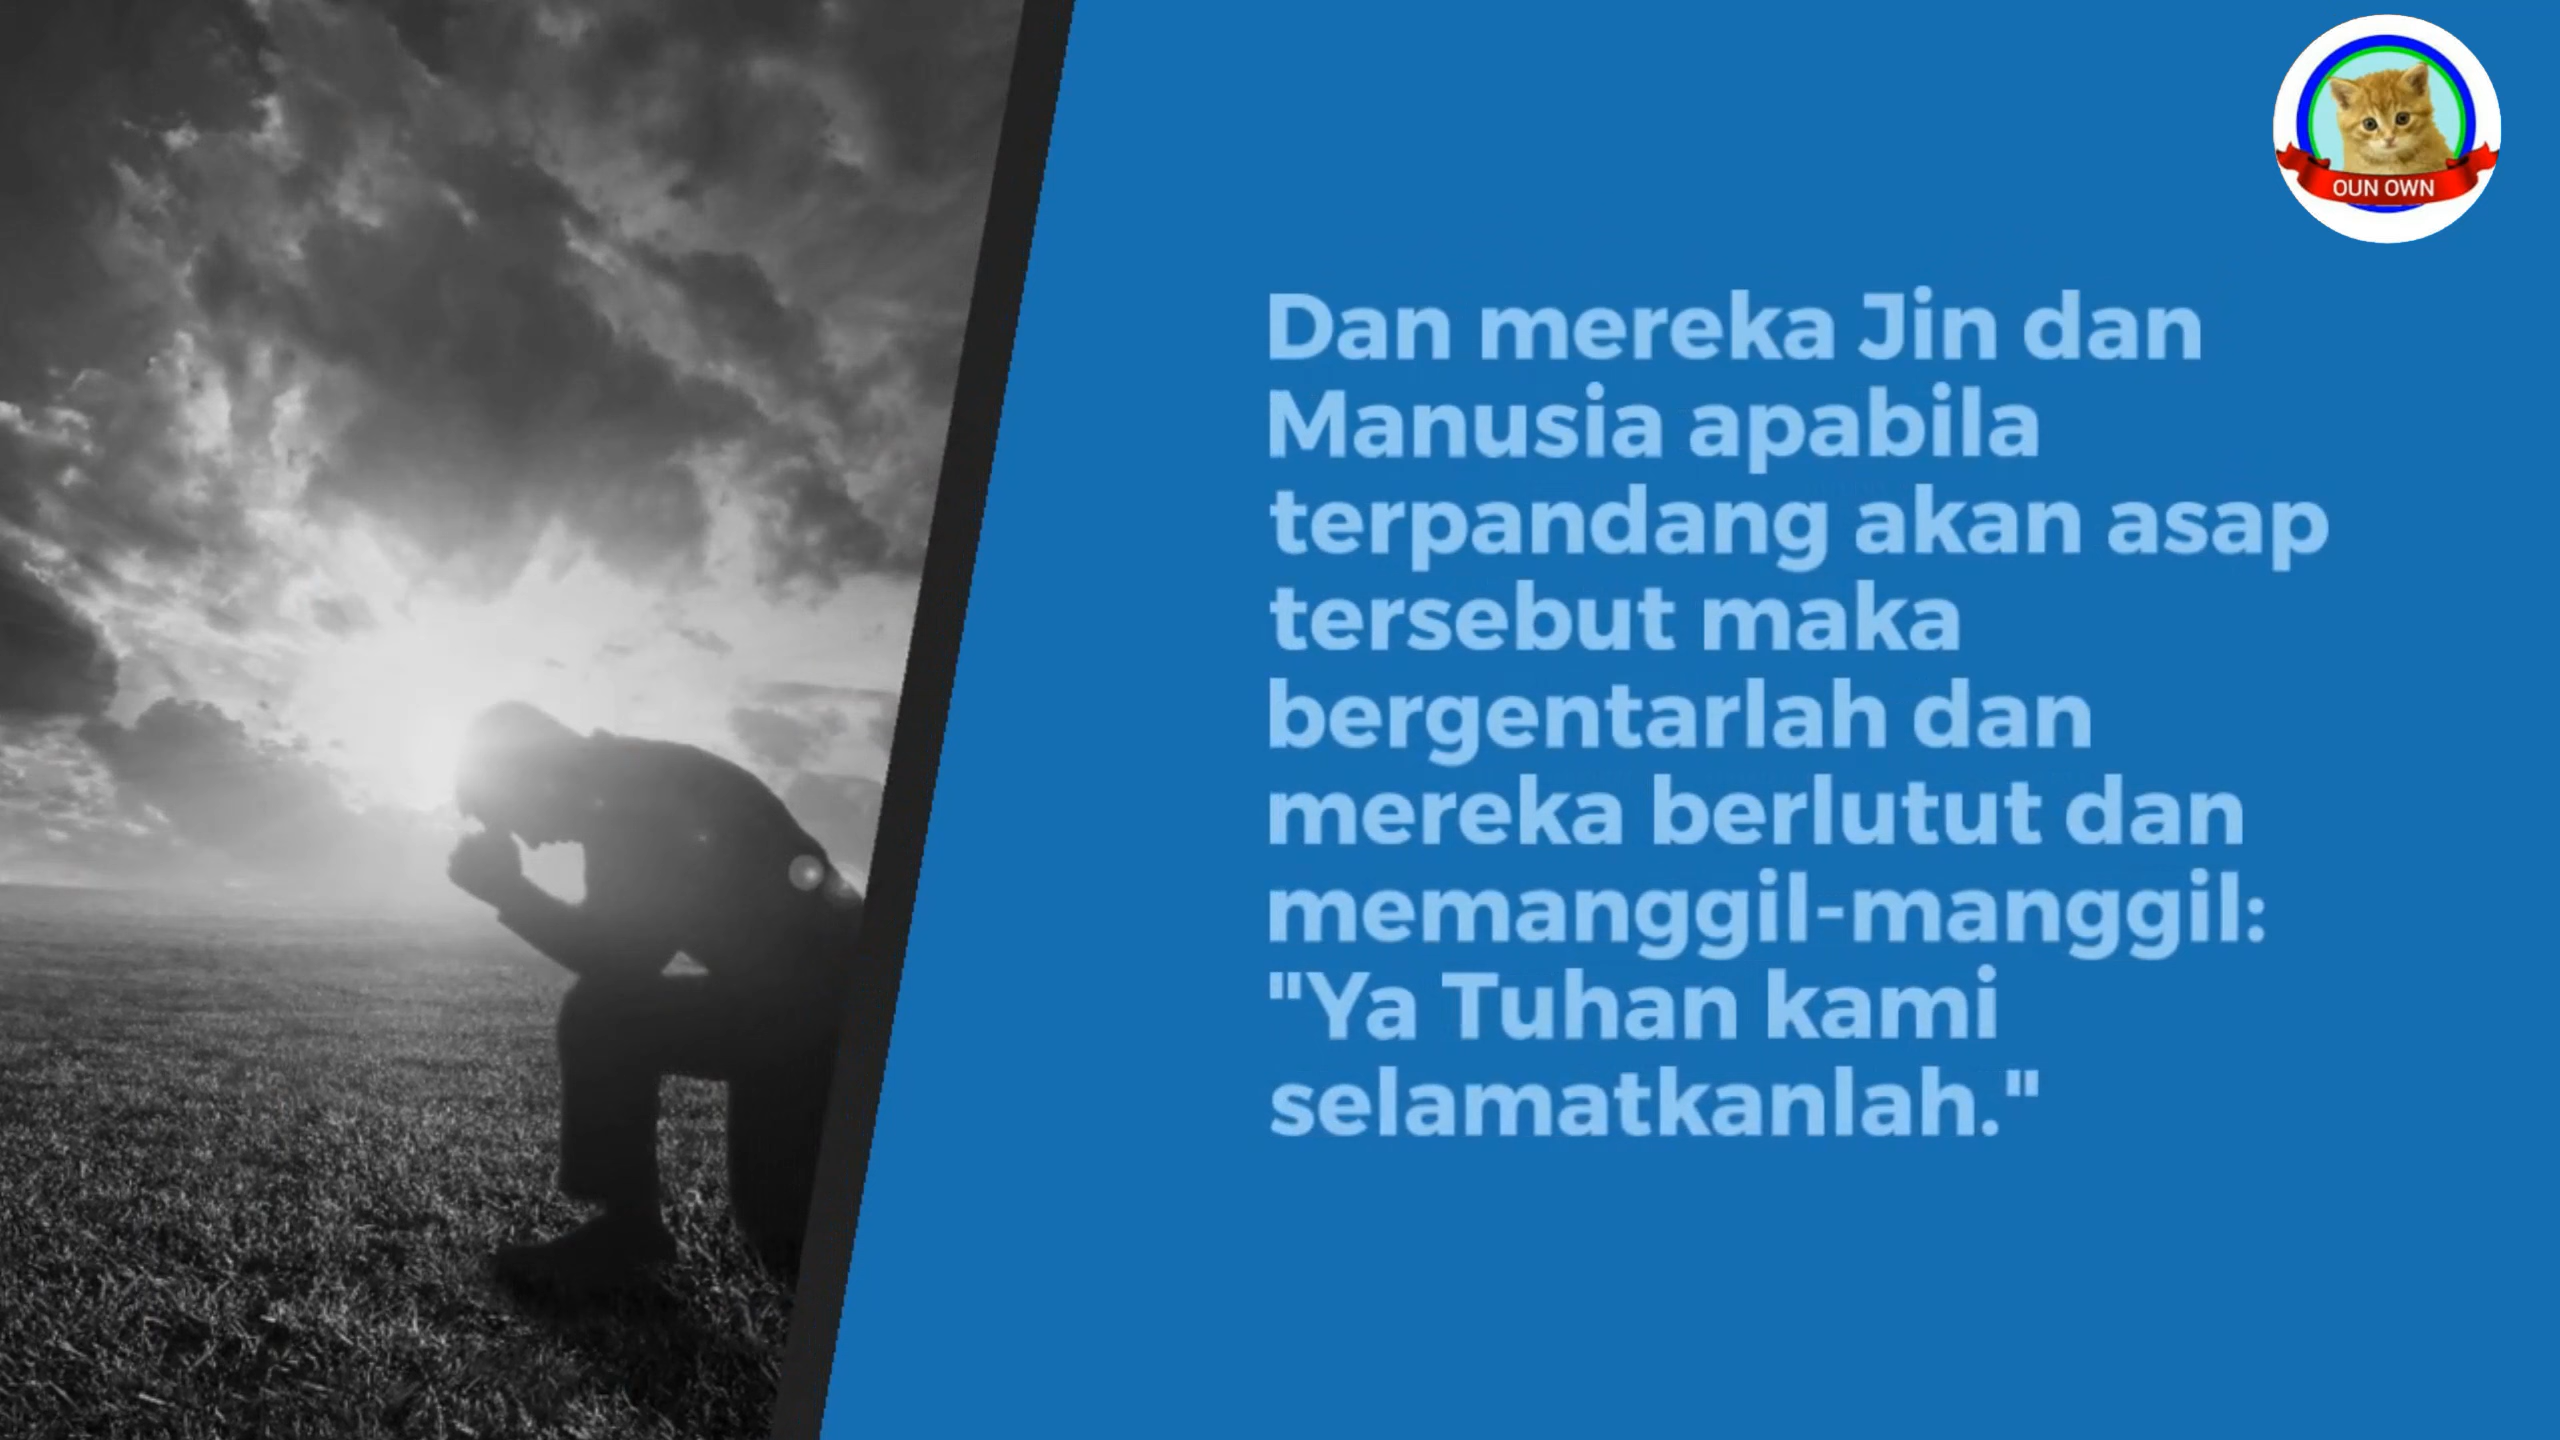 OUN OWN
Dan mereka Jin dan
Manusia apabila
terpandang akan asap
tersebut maka
bergentarlah dan
mereka berlutut dan
memanggil-manggil:
"Ya Tuhan kami
selamatkanlah."